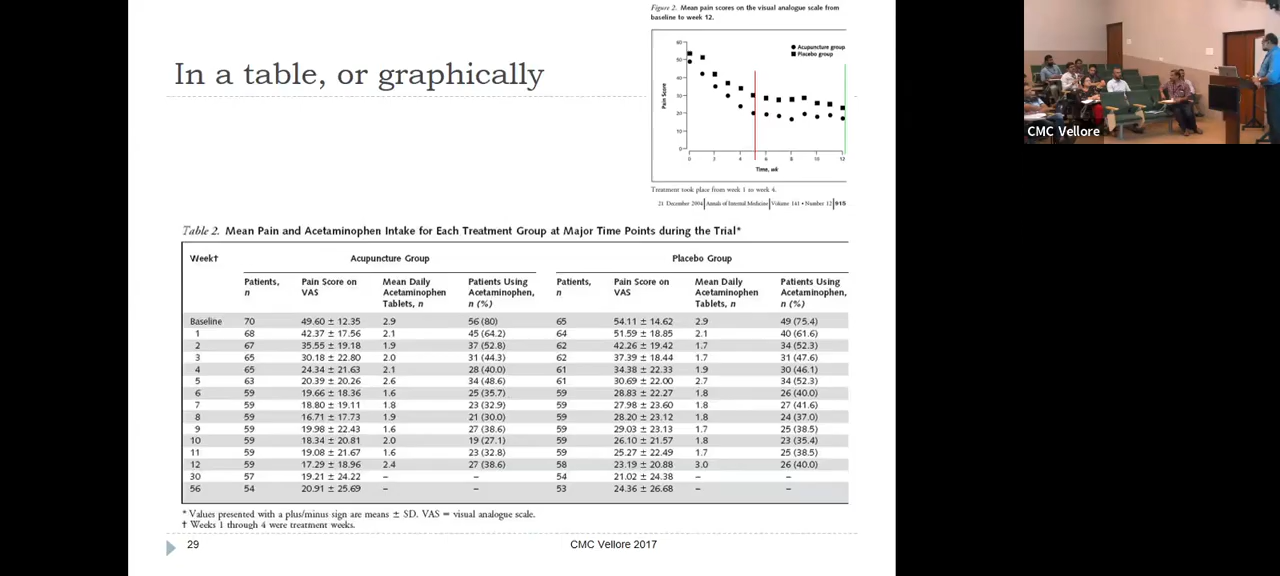 Figure 2. Mean pain scores on the visual analogue scale from
baseline to week 12.
In a table, or graphically
Acupuncture group
Placebo group
60
50
40
30
20
10
0
Pain Score
0 2 4 6 8 10 12
Time, wk
Treatment took place from week 1 to week 4.
21 December 2004 Annals of Internal Medicine Volume 141 • Number 12 915
CMC Vellore
Table 2. Mean Pain and Acetaminophen Intake for Each Treatment Group at Major Time Points during the Trial*
Week† Acupuncture Group Placebo Group
Patients, Pain Score on Mean Daily Patients Using Patients, Pain Score on Mean Daily Patients Using
n VAS Acetaminophen Acetaminophen, n VAS Acetaminophen Acetaminophen,
Tablets, n n (%) Tablets, n n (%)
Baseline 70 49.60 ± 12.35 2.9 56 (80) 65 54.11 ± 14.62 2.9 49 (75.4)
1 68 42.37 ± 17.56 2.1 45 (64.2) 64 51.59 ± 18.85 2.1 40 (61.6)
2 67 35.55 ± 19.18 1.9 37 (52.8) 62 42.26 ± 19.42 1.7 34 (52.3)
3 65 30.18 ± 22.80 2.0 31 (44.3) 62 37.39 ± 18.44 1.7 31 (47.6)
4 65 24.34 ± 21.63 2.1 28 (40.0) 61 34.38 ± 22.33 1.9 30 (46.1)
5 63 20.39 ± 20.26 2.6 34 (48.6) 61 30.69 ± 22.00 2.7 34 (52.3)
6 59 19.66 ± 18.36 1.6 25 (35.7) 59 28.83 ± 22.27 1.8 26 (40.0)
7 59 18.80 ± 19.11 1.8 23 (32.9) 59 27.98 ± 23.60 1.8 27 (41.6)
8 59 16.71 ± 17.73 1.9 21 (30.0) 59 28.20 ± 23.12 1.8 24 (37.0)
9 59 19.98 ± 22.43 1.6 27 (38.6) 59 29.03 ± 23.13 1.7 25 (38.5)
10 59 18.34 ± 20.81 2.0 19 (27.1) 59 26.10 ± 21.57 1.8 23 (35.4)
11 59 19.08 ± 21.67 1.6 23 (32.8) 59 25.27 ± 22.49 1.7 25 (38.5)
12 59 17.29 ± 18.96 2.4 27 (38.6) 58 23.19 ± 20.88 3.0 26 (40.0)
30 57 19.21 ± 24.22 – – 54 21.02 ± 24.38 – –
56 54 20.91 ± 25.69 – – 53 24.36 ± 26.68 – –
* Values presented with a plus/minus sign are means ± SD. VAS = visual analogue scale.
† Weeks 1 through 4 were treatment weeks.
29 CMC Vellore 2017